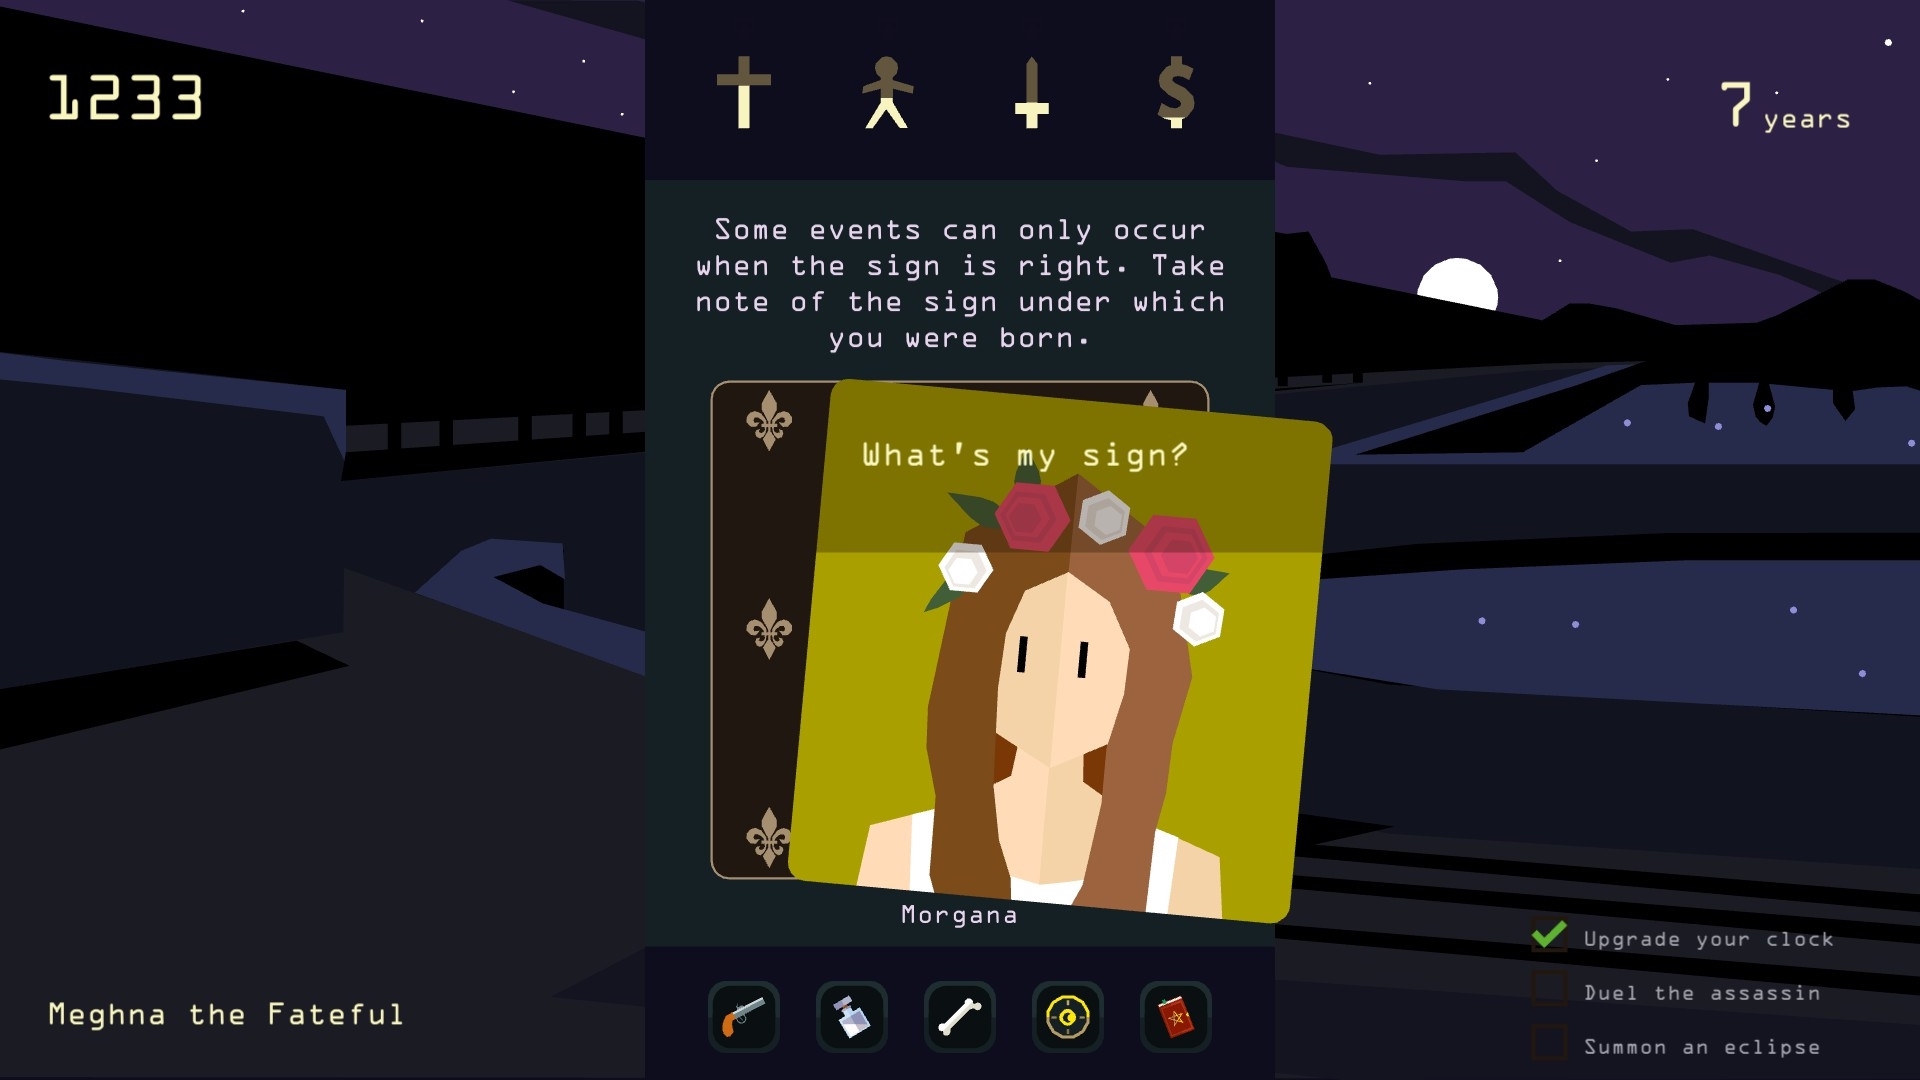 1233
7 years
Some events can only occur
when the sign is right. Take
note of the sign under which
you were born.
What's my sign?
Morgana
Meghna the Fateful
Upgrade your clock
Duel the assassin
Summon an eclipse